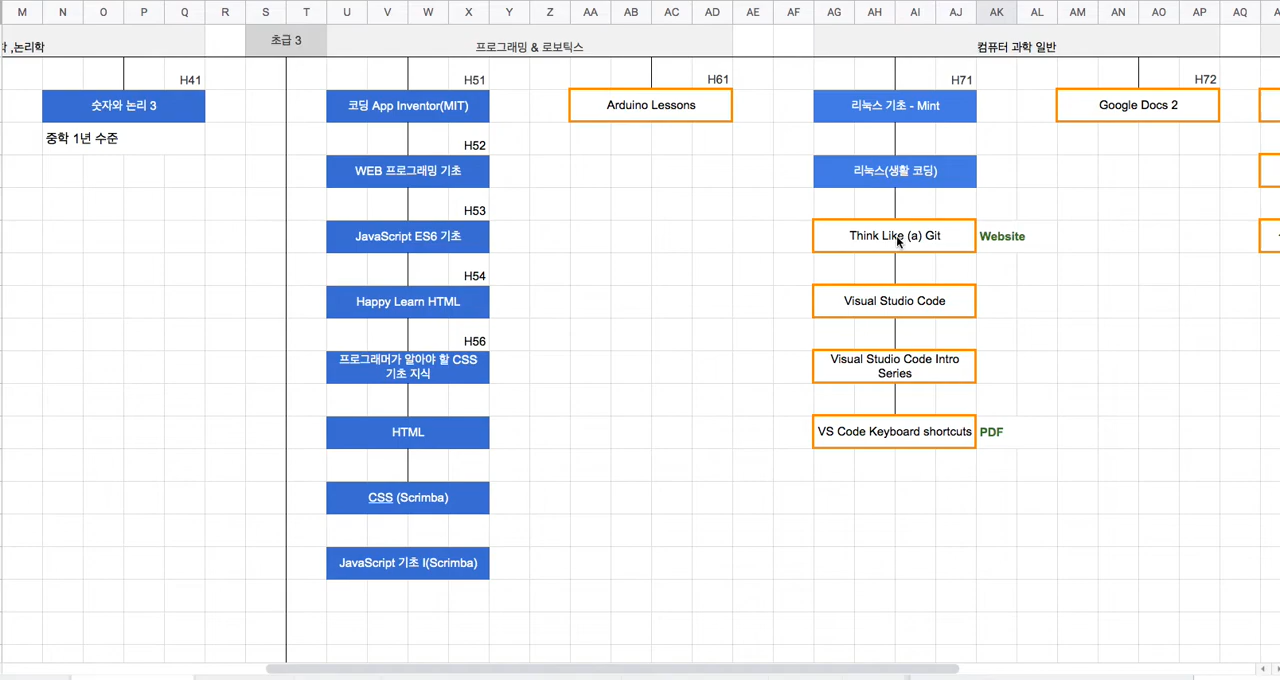 M N O P Q R S T U V W X Y Z AA AB AC AD AE AF AG AH AI AJ AK AL AM AN AO AP AQ
,논리학
초급 3
프로그래밍 & 로보틱스
컴퓨터 과학 일반
H41
H51
H61
H71
H72
숫자와 논리 3
코딩 App Inventor(MIT)
Arduino Lessons
리눅스 기초 - Mint
Google Docs 2
중학 1년 수준
H52
WEB 프로그래밍 기초
리눅스(생활 코딩)
H53
JavaScript ES6 기초
Think Like (a) Git
Website
H54
Happy Learn HTML
Visual Studio Code
H56
프로그래머가 알아야 할 CSS
기초 지식
Visual Studio Code Intro
Series
HTML
VS Code Keyboard shortcuts
PDF
CSS (Scrimba)
JavaScript 기초 I(Scrimba)